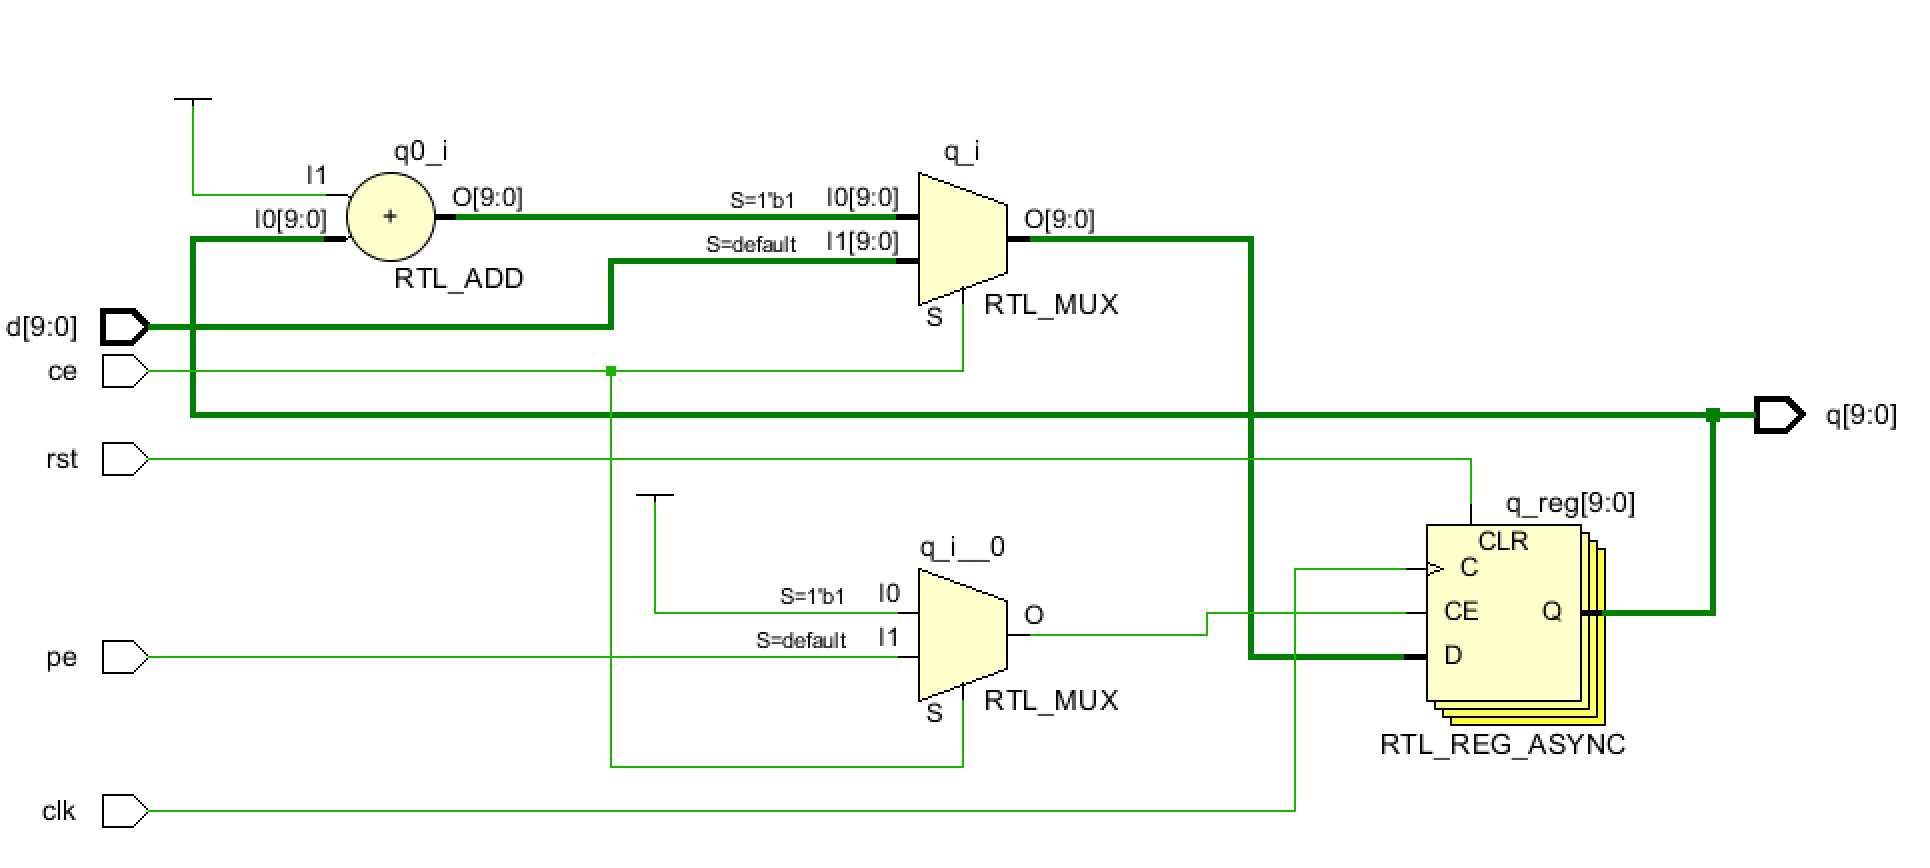 q0_i
I1
I0[9:0]
+
O[9:0]
RTL_ADD
q_i
S=1'b1
I0[9:0]
S=default
I1[9:0]
O[9:0]
S
RTL_MUX
d[9:0]
ce
rst
pe
clk
q[9:0]
q_i__0
S=1'b1
I0
S=default
I1
O
S
RTL_MUX
q_reg[9:0]
CLR
C
CE
Q
D
RTL_REG_ASYNC